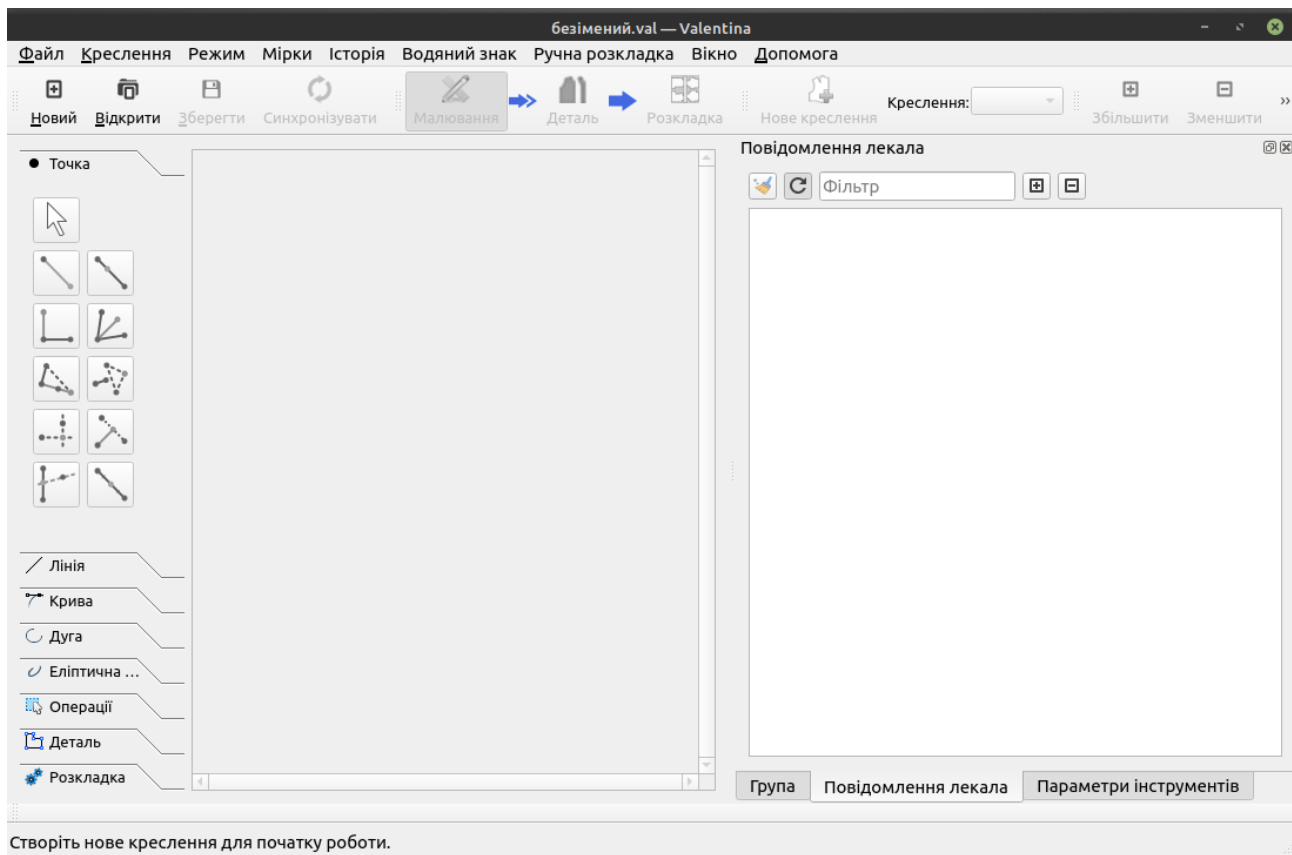 безімений.val — Valentina
Файл Креслення Режим Мірки Історія Водяний знак Ручна розкладка Вікно Допомога
Новий Відкрити Зберегти Синхронізувати Малювання Деталь Розкладка Нове креслення Креслення: Збільшити Зменшити »
Точка
Повідомлення лекала
Фільтр
Лінія
Крива
Дуга
Еліптична ...
Операції
Деталь
Розкладка
Група Повідомлення лекала Параметри інструментів
Створіть нове креслення для початку роботи.